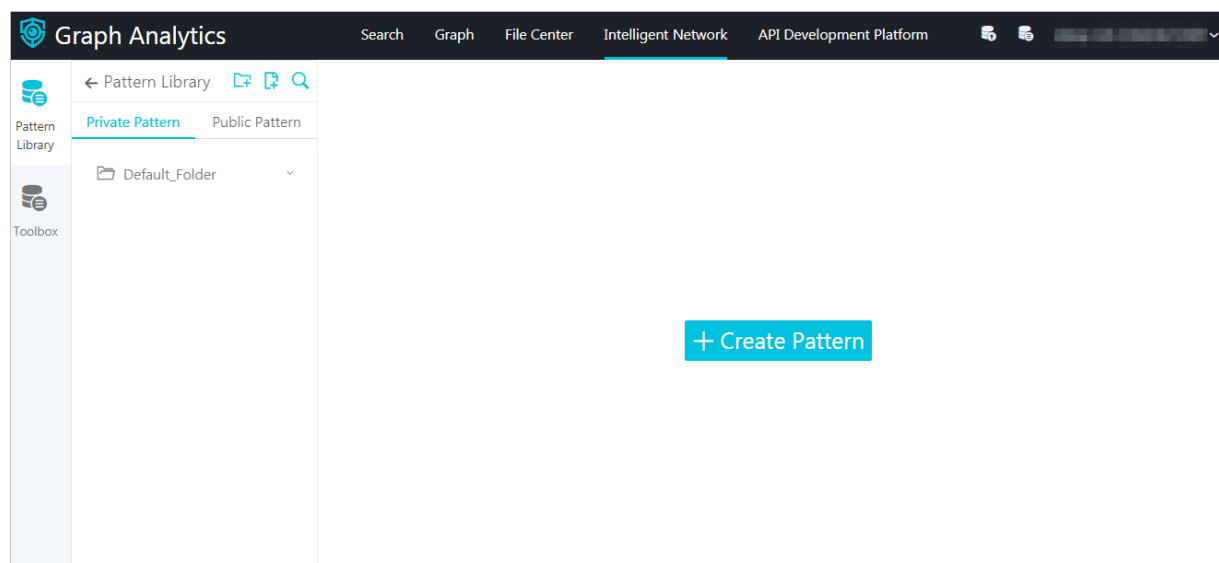 Graph Analytics
Search Graph File Center Intelligent Network API Development Platform
Pattern Library
Pattern Library
Private Pattern Public Pattern
Default_Folder
Toolbox
+ Create Pattern